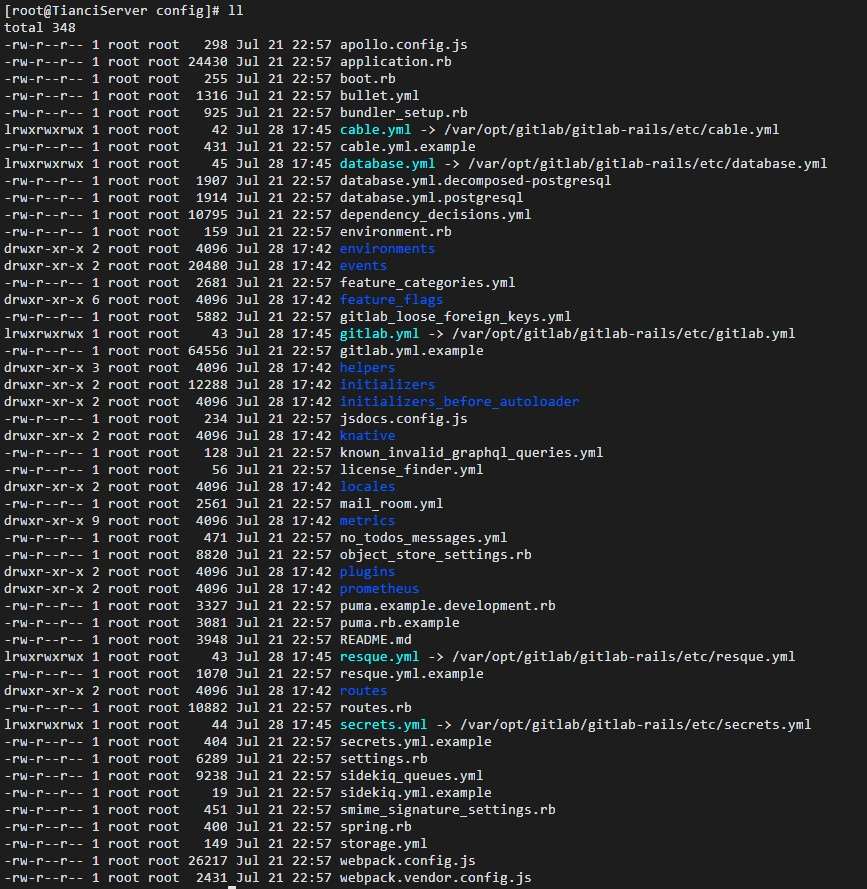 [root@TianciServer config]# ll
total 348
-rw-r--r-- 1 root root   298 Jul 21 22:57 apollo.config.js
-rw-r--r-- 1 root root 24430 Jul 21 22:57 application.rb
-rw-r--r-- 1 root root   255 Jul 21 22:57 boot.rb
-rw-r--r-- 1 root root  1316 Jul 21 22:57 bullet.yml
-rw-r--r-- 1 root root   925 Jul 21 22:57 bundler_setup.rb
lrwxrwxrwx 1 root root    42 Jul 28 17:45 cable.yml -> /var/opt/gitlab/gitlab-rails/etc/cable.yml
-rw-r--r-- 1 root root   431 Jul 21 22:57 cable.yml.example
lrwxrwxrwx 1 root root    45 Jul 28 17:45 database.yml -> /var/opt/gitlab/gitlab-rails/etc/database.yml
-rw-r--r-- 1 root root  1907 Jul 21 22:57 database.yml.decomposed-postgresql
-rw-r--r-- 1 root root  1914 Jul 21 22:57 database.yml.postgresql
-rw-r--r-- 1 root root 10795 Jul 21 22:57 dependency_decisions.yml
-rw-r--r-- 1 root root   159 Jul 21 22:57 environment.rb
drwxr-xr-x 2 root root  4096 Jul 28 17:42 environments
drwxr-xr-x 2 root root 20480 Jul 28 17:42 events
-rw-r--r-- 1 root root  2681 Jul 21 22:57 feature_categories.yml
drwxr-xr-x 6 root root  4096 Jul 28 17:42 feature_flags
-rw-r--r-- 1 root root  5882 Jul 21 22:57 gitlab_loose_foreign_keys.yml
lrwxrwxrwx 1 root root    43 Jul 28 17:45 gitlab.yml -> /var/opt/gitlab/gitlab-rails/etc/gitlab.yml
-rw-r--r-- 1 root root 64556 Jul 21 22:57 gitlab.yml.example
drwxr-xr-x 3 root root  4096 Jul 28 17:42 helpers
drwxr-xr-x 2 root root 12288 Jul 28 17:42 initializers
drwxr-xr-x 2 root root  4096 Jul 28 17:42 initializers_before_autoloader
-rw-r--r-- 1 root root   234 Jul 21 22:57 jsdocs.config.js
drwxr-xr-x 2 root root  4096 Jul 28 17:42 knative
-rw-r--r-- 1 root root   128 Jul 21 22:57 known_invalid_graphql_queries.yml
-rw-r--r-- 1 root root    56 Jul 21 22:57 license_finder.yml
drwxr-xr-x 2 root root  4096 Jul 28 17:42 locales
-rw-r--r-- 1 root root  2561 Jul 21 22:57 mail_room.yml
drwxr-xr-x 9 root root  4096 Jul 28 17:42 metrics
-rw-r--r-- 1 root root   471 Jul 21 22:57 no_todos_messages.yml
-rw-r--r-- 1 root root  8820 Jul 21 22:57 object_store_settings.rb
drwxr-xr-x 2 root root  4096 Jul 28 17:42 plugins
drwxr-xr-x 2 root root  4096 Jul 28 17:42 prometheus
-rw-r--r-- 1 root root  3327 Jul 21 22:57 puma.example.development.rb
-rw-r--r-- 1 root root  3081 Jul 21 22:57 puma.rb.example
-rw-r--r-- 1 root root  3948 Jul 21 22:57 README.md
lrwxrwxrwx 1 root root    43 Jul 28 17:45 resque.yml -> /var/opt/gitlab/gitlab-rails/etc/resque.yml
-rw-r--r-- 1 root root  1070 Jul 21 22:57 resque.yml.example
drwxr-xr-x 2 root root  4096 Jul 28 17:42 routes
-rw-r--r-- 1 root root 10882 Jul 21 22:57 routes.rb
lrwxrwxrwx 1 root root    44 Jul 28 17:45 secrets.yml -> /var/opt/gitlab/gitlab-rails/etc/secrets.yml
-rw-r--r-- 1 root root   404 Jul 21 22:57 secrets.yml.example
-rw-r--r-- 1 root root  6289 Jul 21 22:57 settings.rb
-rw-r--r-- 1 root root  9238 Jul 21 22:57 sidekiq_queues.yml
-rw-r--r-- 1 root root    19 Jul 21 22:57 sidekiq.yml.example
-rw-r--r-- 1 root root   451 Jul 21 22:57 smime_signature_settings.rb
-rw-r--r-- 1 root root   400 Jul 21 22:57 spring.rb
-rw-r--r-- 1 root root   149 Jul 21 22:57 storage.yml
-rw-r--r-- 1 root root 26217 Jul 21 22:57 webpack.config.js
-rw-r--r-- 1 root root  2431 Jul 21 22:57 webpack.vendor.config.js